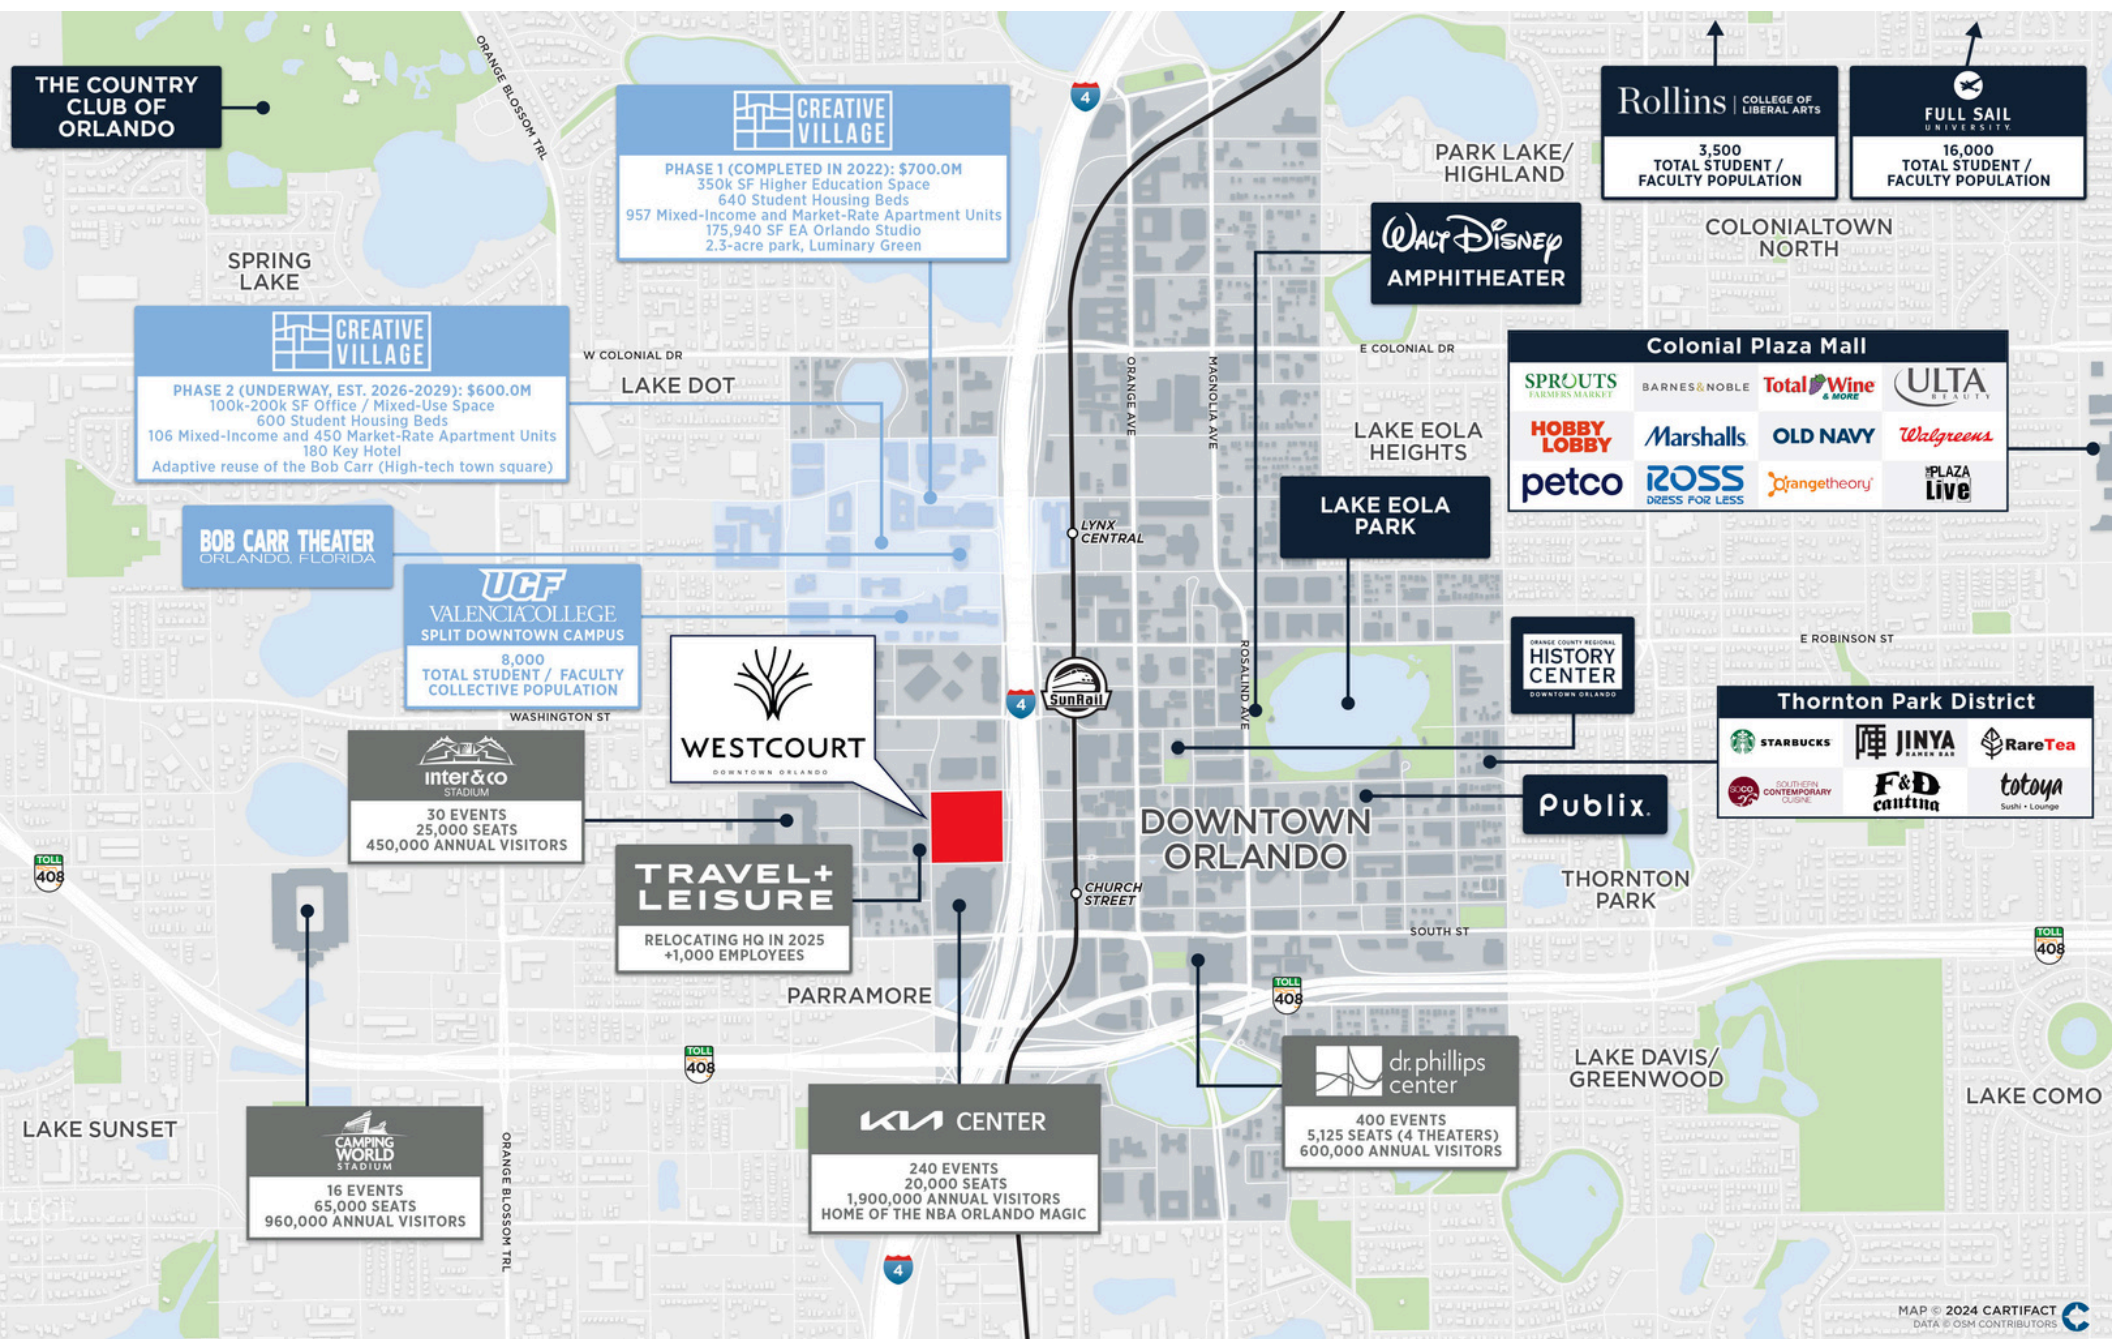 THE COUNTRY
CLUB OF
ORLANDO
ORANGE BLOSSOM TRL
CREATIVE
VILLAGE
PHASE 1 (COMPLETED IN 2022): $700.0M
350k SF Higher Education Space
640 Student Housing Beds
957 Mixed-Income and Market-Rate Apartment Units
175,940 SF EA Orlando Studio
2.3-acre park, Luminary Green
4
PARK LAKE/
HIGHLAND
Rollins | COLLEGE OF
LIBERAL ARTS
3,500
TOTAL STUDENT /
FACULTY POPULATION
FULL SAIL
UNIVERSITY.
16,000
TOTAL STUDENT /
FACULTY POPULATION
COLONIALTOWN
NORTH
WALT DISNEY
AMPHITHEATER
SPRING
LAKE
CREATIVE
VILLAGE
PHASE 2 (UNDERWAY, EST. 2026-2029): $600.0M
100k-200k SF Office / Mixed-Use Space
600 Student Housing Beds
106 Mixed-Income and 450 Market-Rate Apartment Units
180 Key Hotel
Adaptive reuse of the Bob Carr (High-tech town square)
W COLONIAL DR
LAKE DOT
ORANGE AVE
MAGNOLIA AVE
E COLONIAL DR
LAKE EOLA
HEIGHTS
Colonial Plaza Mall
SPROUTS
FARMERS MARKET
BARNES&NOBLE
Total Wine
& MORE
ULTA
BEAUTY
HOBBY
LOBBY
Marshalls.
OLD NAVY
Walgreens
petco
ROSS
DRESS FOR LESS
Orangetheory
THE PLAZA
Live
LAKE EOLA
PARK
LYNX
CENTRAL
BOB CARR THEATER
ORLANDO, FLORIDA
UCF
VALENCIACOLLEGE
SPLIT DOWNTOWN CAMPUS
8,000
TOTAL STUDENT / FACULTY
COLLECTIVE POPULATION
WASHINGTON ST
WESTCOURT
DOWNTOWN ORLANDO
4
SunRail
ROSALIND AVE
ORANGE COUNTY REGIONAL
HISTORY
CENTER
DOWNTOWN ORLANDO
E ROBINSON ST
Thornton Park District
STARBUCKS
陣 JINYA
RAMEN BAR
RareTea
SOCO
SOUTHERN
CONTEMPORARY
CUISINE
F&D
cantina
totoya
Sushi • Lounge
inter&co
STADIUM
30 EVENTS
25,000 SEATS
450,000 ANNUAL VISITORS
TRAVEL+
LEISURE
RELOCATING HQ IN 2025
+1,000 EMPLOYEES
DOWNTOWN
ORLANDO
Publix.
CHURCH
STREET
THORNTON
PARK
SOUTH ST
TOLL
408
TOLL
408
TOLL
408
TOLL
408
PARRAMORE
LAKE SUNSET
CAMPING
WORLD
STADIUM
16 EVENTS
65,000 SEATS
960,000 ANNUAL VISITORS
ORANGE BLOSSOM TRL
KIA CENTER
240 EVENTS
20,000 SEATS
1,900,000 ANNUAL VISITORS
HOME OF THE NBA ORLANDO MAGIC
4
dr.phillips
center
400 EVENTS
5,125 SEATS (4 THEATERS)
600,000 ANNUAL VISITORS
LAKE DAVIS/
GREENWOOD
LAKE COMO
MAP © 2024 CARTIFACT
DATA © OSM CONTRIBUTORS